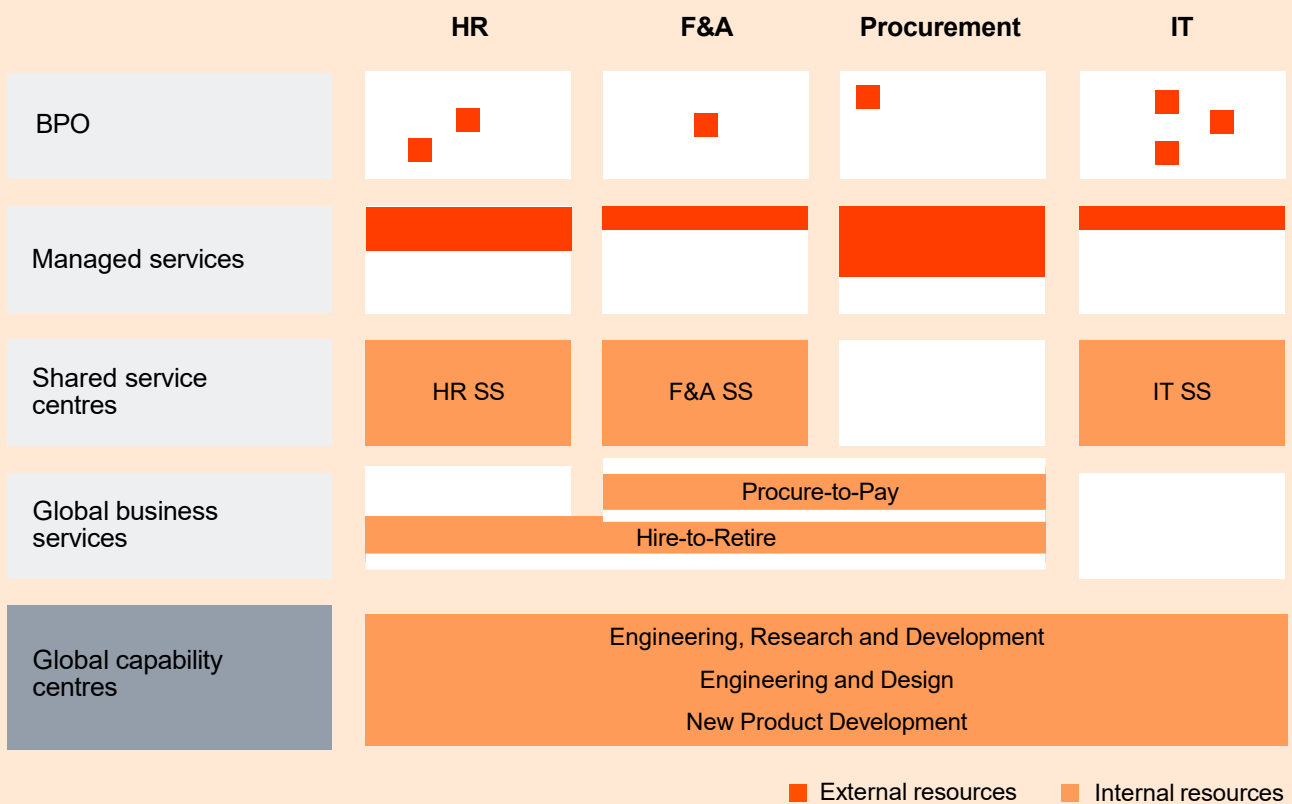 HR F&A Procurement IT
BPO
Managed services
Shared service
centres
HR SS F&A SS IT SS
Global business
services
Procure-to-Pay
Hire-to-Retire
Global capability
centres
Engineering, Research and Development
Engineering and Design
New Product Development
External resources Internal resources